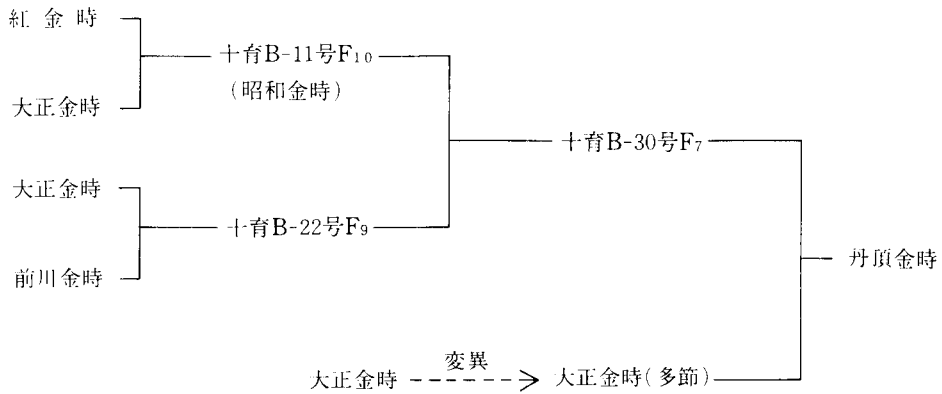 紅金時
十育B-11号F₁₀
(昭和金時)
大正金時
十育B-30号F₇
大正金時
十育B-22号F₉
前川金時
丹頂金時
変異
大正金時
大正金時(多節)